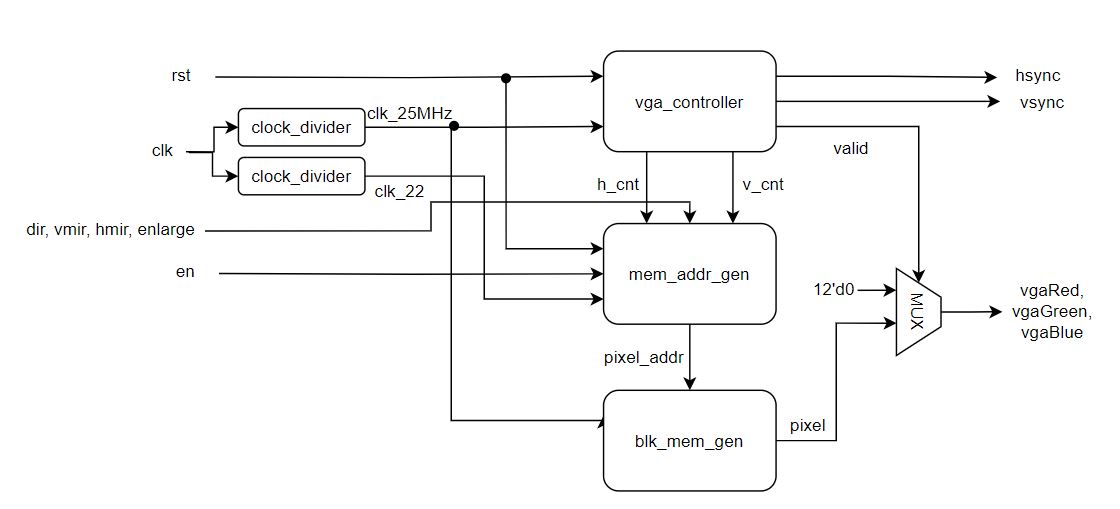 rst
hsync
vga_controller
vsync
clk_25MHz
clock_divider
clk
valid
clock_divider
clk_22
h_cnt
v_cnt
dir, vmir, hmir, enlarge
en
mem_addr_gen
12'd0
MUX
vgaRed,
vgaGreen,
vgaBlue
pixel_addr
pixel
blk_mem_gen